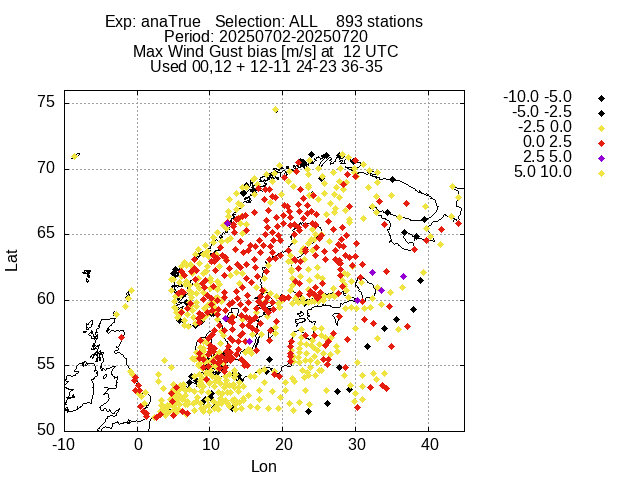 Exp: anaTrue   Selection: ALL    893 stations
Period: 20250702-20250720
Max Wind Gust bias [m/s] at  12 UTC
Used 00,12 + 12-11 24-23 36-35
-10.0 -5.0
-5.0 -2.5
-2.5 0.0
0.0 2.5
2.5 5.0
5.0 10.0
75
70
65
60
55
50
Lat
-10 0 10 20 30 40
Lon